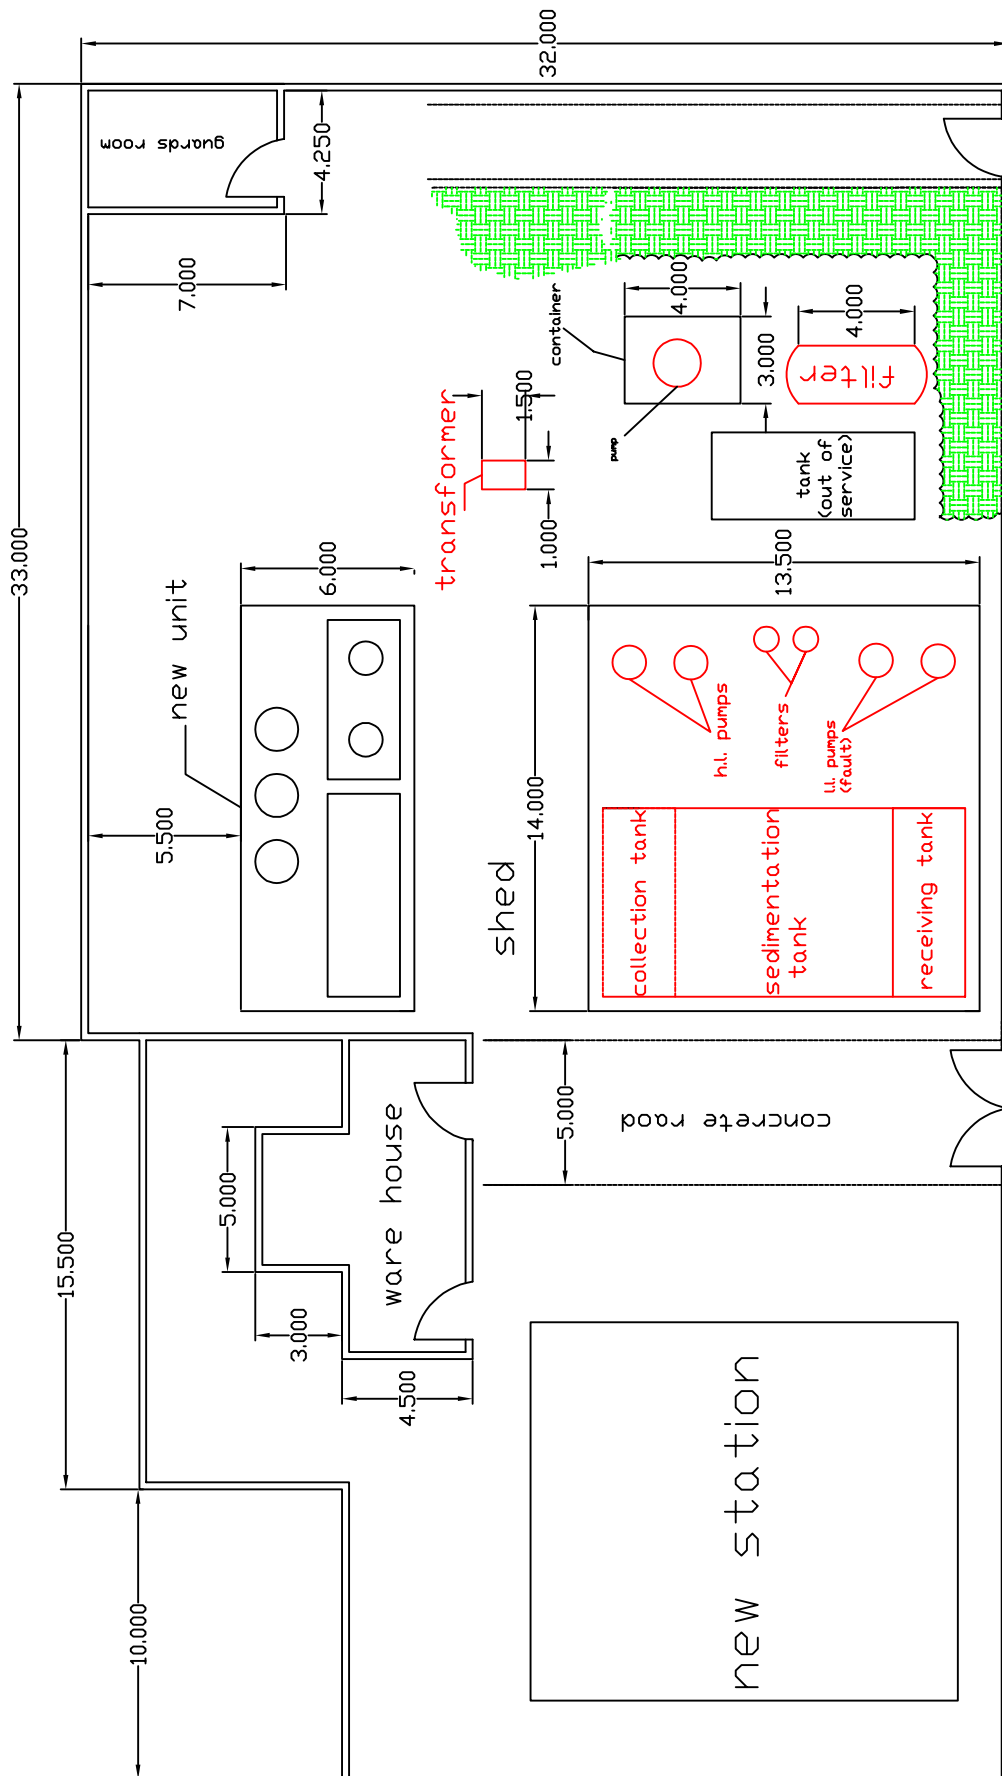 32.000
33.000
guards room
4.250
7.000
container
4.000
3.000
4.000
filter
pump
1.500
transformer
1.000
tank
(out of
service)
new unit
6.000
5.500
13.500
14.000
h.l. pumps
filters
l.l. pumps
(fault)
shed
collection tank
sedimentation
tank
receiving tank
5.000
concrete raod
15.500
5.000
3.000
ware house
4.500
10.000
new station